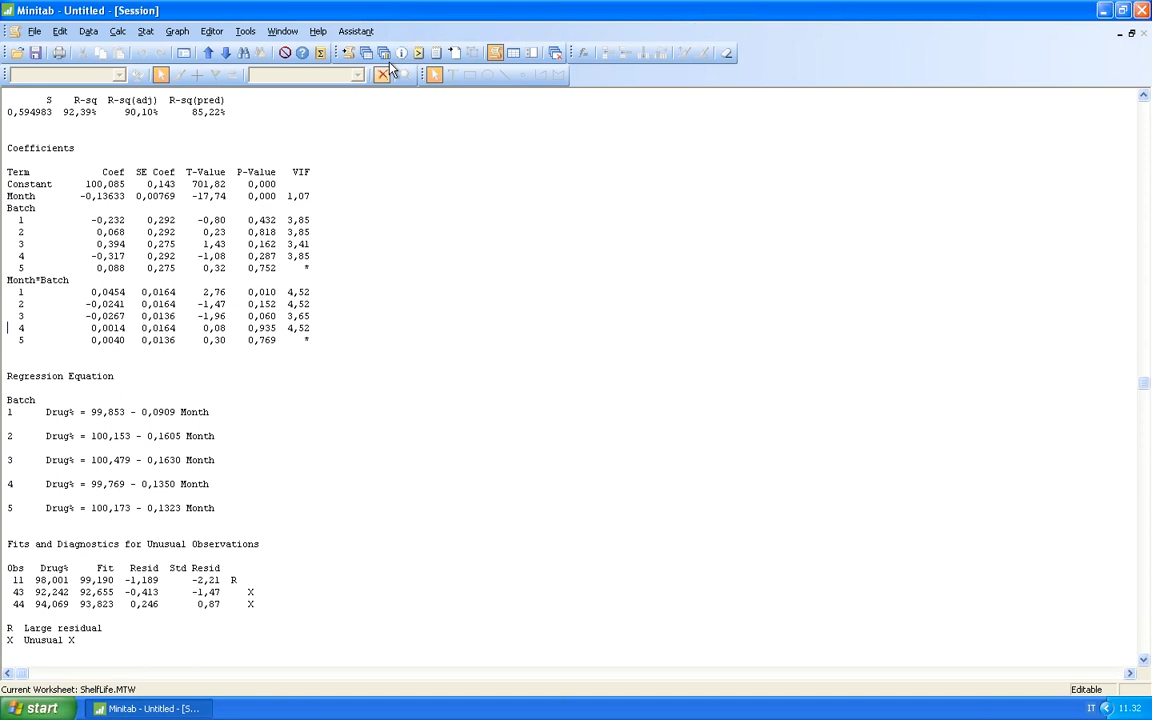 Minitab - Untitled - [Session]
File Edit Data Calc Stat Graph Editor Tools Window Help Assistant
S R-sq R-sq(adj) R-sq(pred)
0,594983 92,39% 90,10% 85,22%
Coefficients
Term Coef SE Coef T-Value P-Value VIF
Constant 100,085 0,143 701,82 0,000
Month -0,13633 0,00769 -17,74 0,000 1,07
Batch
1 -0,232 0,292 -0,80 0,432 3,85
2 0,068 0,292 0,23 0,818 3,85
3 0,394 0,275 1,43 0,162 3,41
4 -0,317 0,292 -1,08 0,287 3,85
5 0,088 0,275 0,32 0,752 *
Month*Batch
1 0,0454 0,0164 2,76 0,010 4,52
2 -0,0241 0,0164 -1,47 0,152 4,52
3 -0,0267 0,0136 -1,96 0,060 3,65
4 0,0014 0,0164 0,08 0,935 4,52
5 0,0040 0,0136 0,30 0,769 *
Regression Equation
Batch
1 Drug% = 99,853 - 0,0909 Month
2 Drug% = 100,153 - 0,1605 Month
3 Drug% = 100,479 - 0,1630 Month
4 Drug% = 99,769 - 0,1350 Month
5 Drug% = 100,173 - 0,1323 Month
Fits and Diagnostics for Unusual Observations
Obs Drug% Fit Resid Std Resid
11 98,001 99,190 -1,189 -2,21 R
43 92,242 92,655 -0,413 -1,47 X
44 94,069 93,823 0,246 0,87 X
R Large residual
X Unusual X
Current Worksheet: ShelfLife.MTW Editable
start Minitab - Untitled - [S... IT 11.32